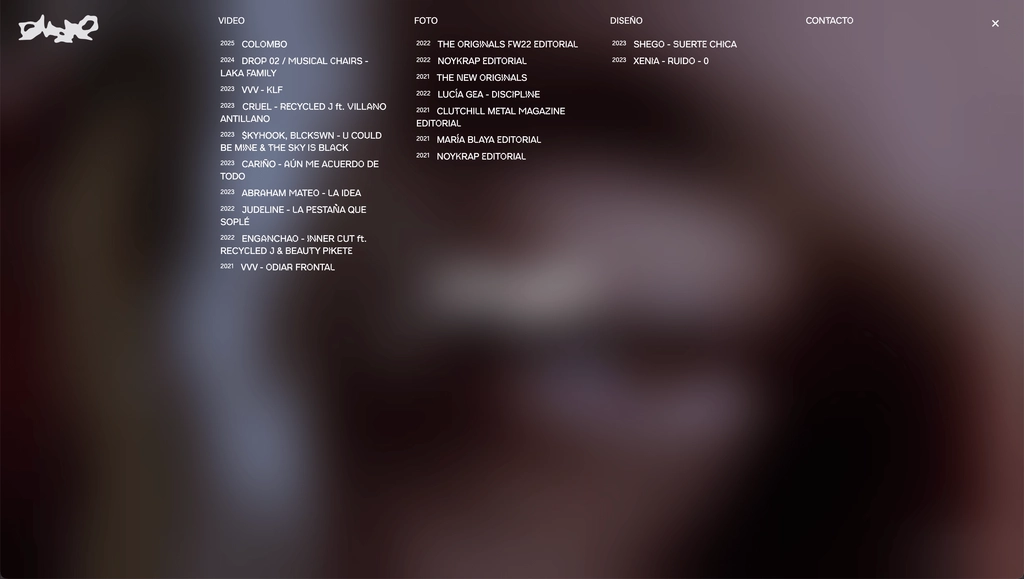 VIDEO
2025 COLOMBO
2024 DROP 02 / MUSICAL CHAIRS -
LAKA FAMILY
2023 VVV - KLF
2023 CRUEL - RECYCLED J ft. VILLANO
ANTILLANO
2023 $KYHOOK, BLCKSWN - U COULD
BE MINE & THE SKY IS BLACK
2023 CARIÑO - AÚN ME ACUERDO DE
TODO
2023 ABRAHAM MATEO - LA IDEA
2022 JUDELINE - LA PESTAÑA QUE
SOPLÉ
2022 ENGANCHAO - INNER CUT ft.
RECYCLED J & BEAUTY PIKETE
2021 VVV - ODIAR FRONTAL
FOTO
2022 THE ORIGINALS FW22 EDITORIAL
2022 NOYKRAP EDITORIAL
2021 THE NEW ORIGINALS
2022 LUCÍA GEA - DISCIPLINE
2021 CLUTCHILL METAL MAGAZINE
EDITORIAL
2021 MARÍA BLAYA EDITORIAL
2021 NOYKRAP EDITORIAL
DISEÑO
2023 SHEGO - SUERTE CHICA
2023 XENIA - RUIDO - 0
CONTACTO
×